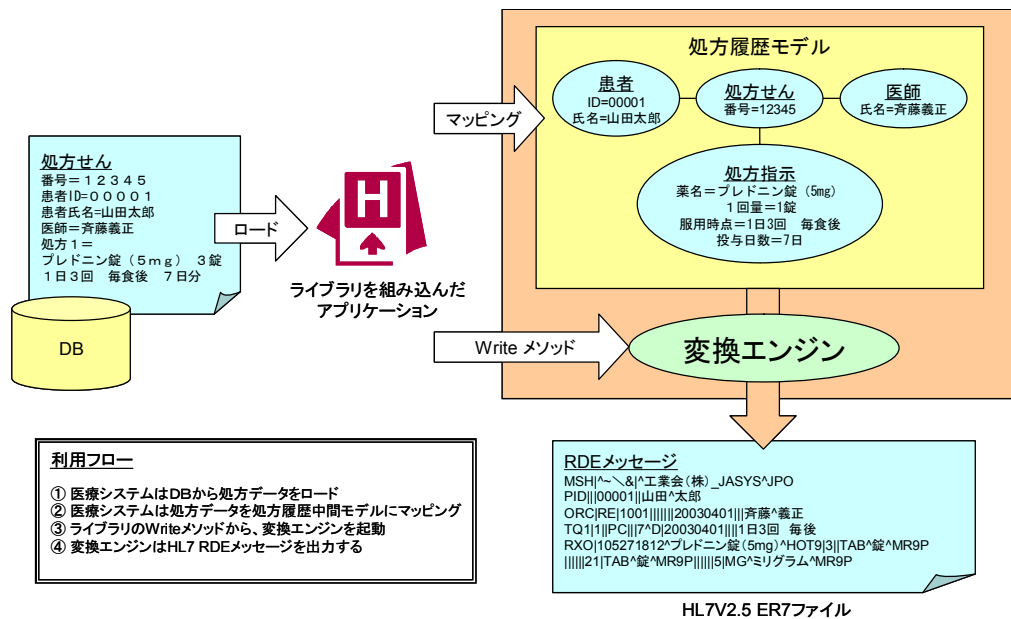 処方履歴モデル
患者
ID=00001
氏名=山田太郎
処方せん
番号=12345
医師
氏名=斉藤義正
マッピング
処方指示
薬名=プレドニン錠（5mg）
1回量=1錠
服用時点=1日3回　毎食後
投与日数=7日
処方せん
番号=１２３４５
患者ID=０００００１
患者氏名=山田太郎
医師=斉藤義正
処方１=
プレドニン錠（５ｍｇ）　３錠
１日３回　毎食後　７日分
DB
ロード
H
ライブラリを組み込んだ
アプリケーション
Write メソッド
変換エンジン
利用フロー
① 医療システムはDBから処方データをロード
② 医療システムは処方データを処方履歴中間モデルにマッピング
③ ライブラリのWriteメソッドから、変換エンジンを起動
④ 変換エンジンはHL7 RDEメッセージを出力する
RDEメッセージ
MSH|^~＼&|^工業会(株)_JASYS^JPO
PID|||00001||山田^太郎
ORC|RE|1001|||||||20030401|||斉藤^義正
TQ1|1||PC|||7^D|20030401||||1日3回　毎後
RXO|105271812^プレドニン錠(5mg)^HOT9|3||TAB^錠^MR9P
||||||21|TAB^錠^MR9P||||||5|MG^ミリグラム^MR9P
HL7V2.5 ER7ファイル